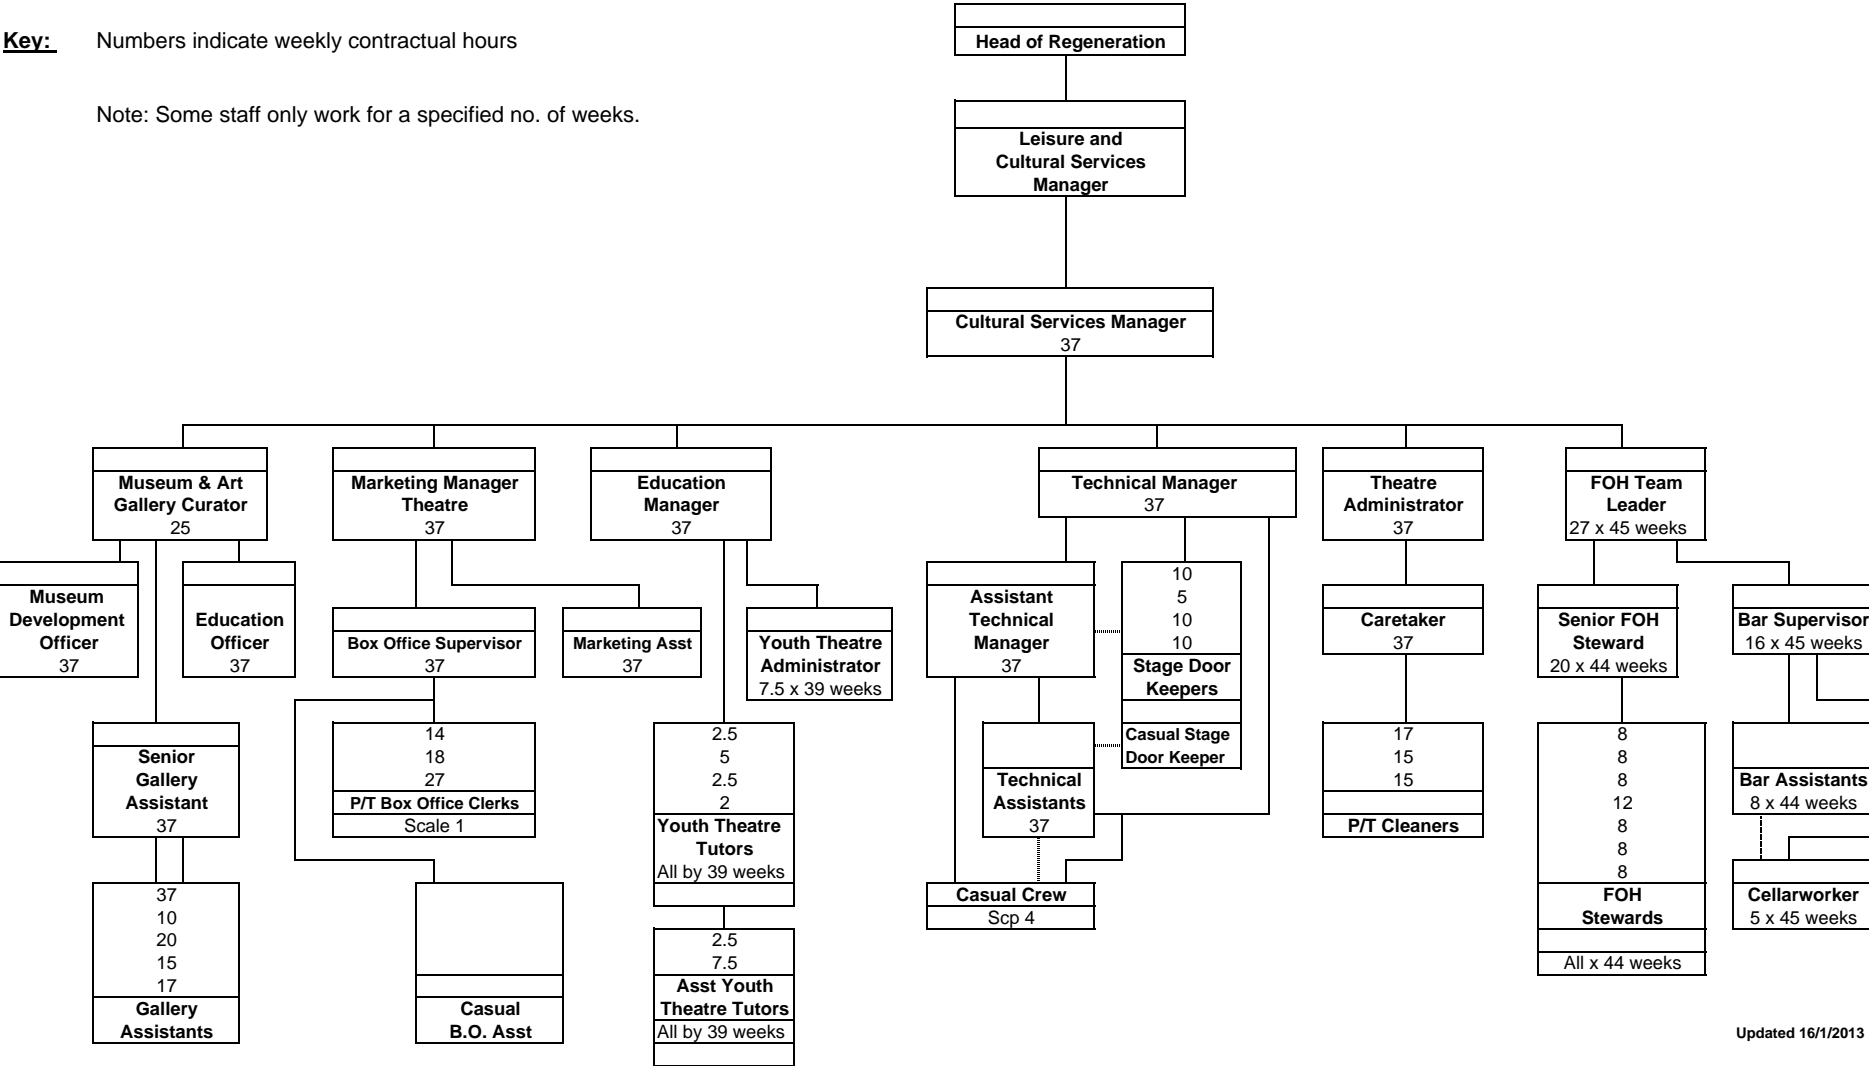 Key: Numbers indicate weekly contractual hours
Note: Some staff only work for a specified no. of weeks.
Head of Regeneration
Leisure and
Cultural Services
Manager
Cultural Services Manager
37
Museum & Art
Gallery Curator
25
Marketing Manager
Theatre
37
Education
Manager
37
Technical Manager
37
Theatre
Administrator
37
FOH Team
Leader
27 x 45 weeks
Museum
Development
Officer
37
Education
Officer
37
Box Office Supervisor
37
Marketing Asst
37
Youth Theatre
Administrator
7.5 x 39 weeks
Assistant
Technical
Manager
37
10
5
10
10
Stage Door
Keepers
Casual Stage
Door Keeper
Caretaker
37
Senior FOH
Steward
20 x 44 weeks
Bar Supervisor
16 x 45 weeks
Senior
Gallery
Assistant
37
14
18
27
P/T Box Office Clerks
Scale 1
2.5
5
2.5
2
Youth Theatre
Tutors
All by 39 weeks
Technical
Assistants
37
17
15
15
P/T Cleaners
8
8
8
12
8
8
8
FOH
Stewards
All x 44 weeks
Bar Assistants
8 x 44 weeks
37
10
20
15
17
Gallery
Assistants
Casual
B.O. Asst
2.5
7.5
Asst Youth
Theatre Tutors
All by 39 weeks
Casual Crew
Scp 4
Cellarworker
5 x 45 weeks
Updated 16/1/2013